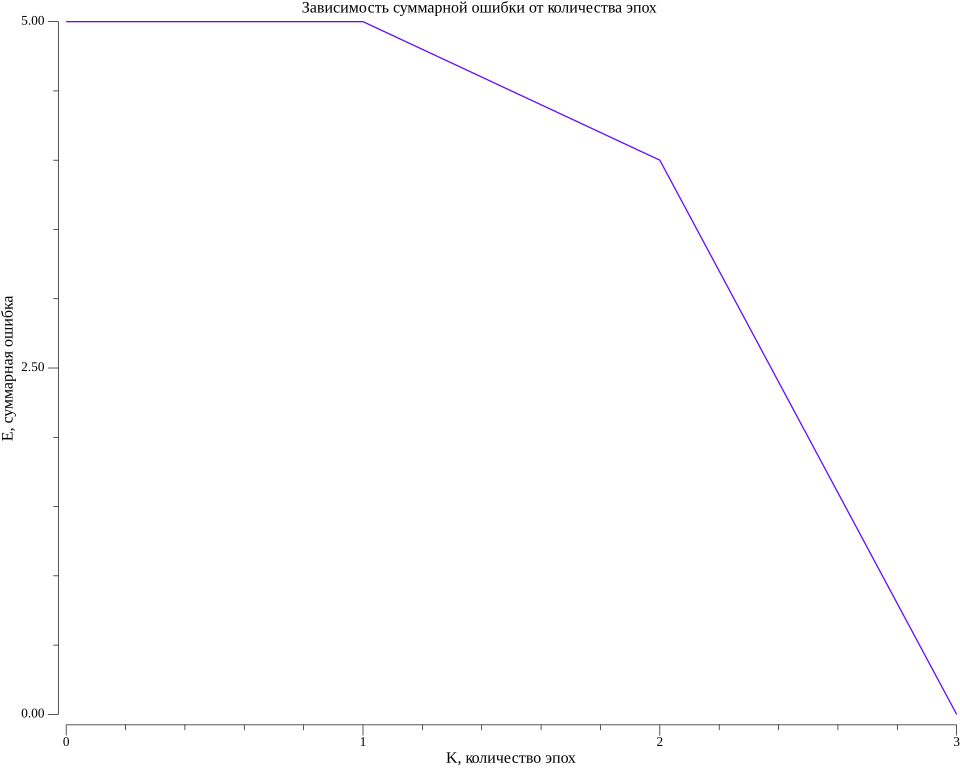 Зависимость суммарной ошибки от количества эпох
5.00
2.50
0.00
E, суммарная ошибка
0 1 2 3
K, количество эпох